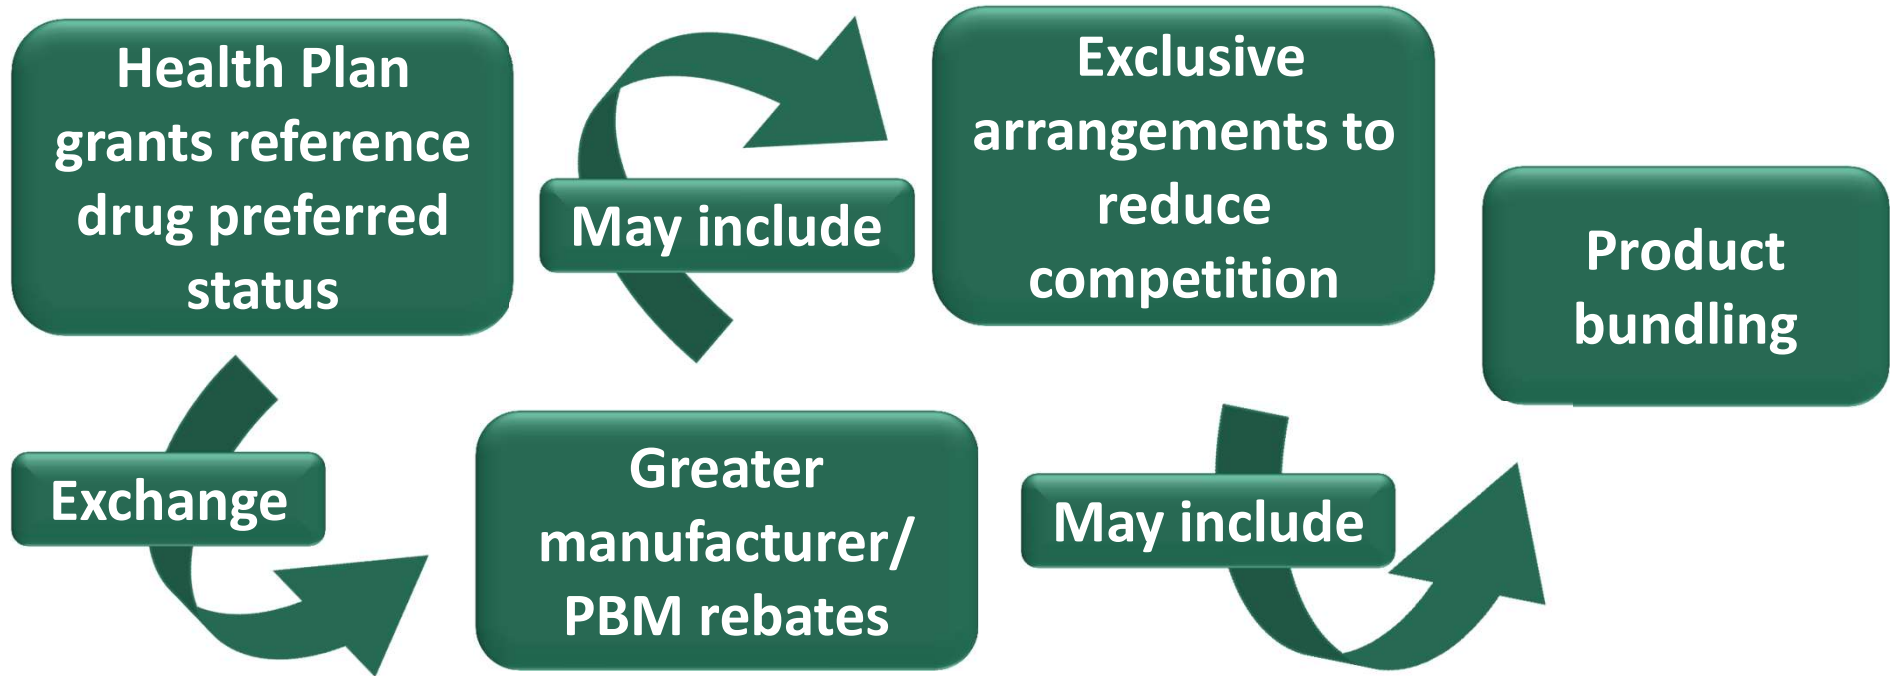 Health Plan
grants reference
drug preferred
status
Exchange
Greater
manufacturer/
PBM rebates
May include
Exclusive
arrangements to
reduce
competition
May include
Product
bundling